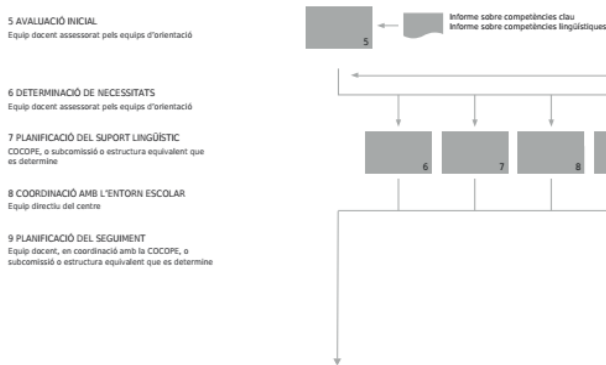 5 AVALUACIÓ INICIAL
Equip docent assessorat pels equips d'orientació
6 DETERMINACIÓ DE NECESSITATS
Equip docent assessorat pels equips d'orientació
7 PLANIFICACIÓ DEL SUPORT LINGÜÍSTIC
COCOPE, o subcomissió o estructura equivalent que
es determine
8 COORDINACIÓ AMB L'ENTORN ESCOLAR
Equip directiu del centre
9 PLANIFICACIÓ DEL SEGUIMENT
Equip docent, en coordinació amb la COCOPE, o
subcomissió o estructura equivalent que es determine
5
Informe sobre competències clau
Informe sobre competències lingüístiques
6
7
8